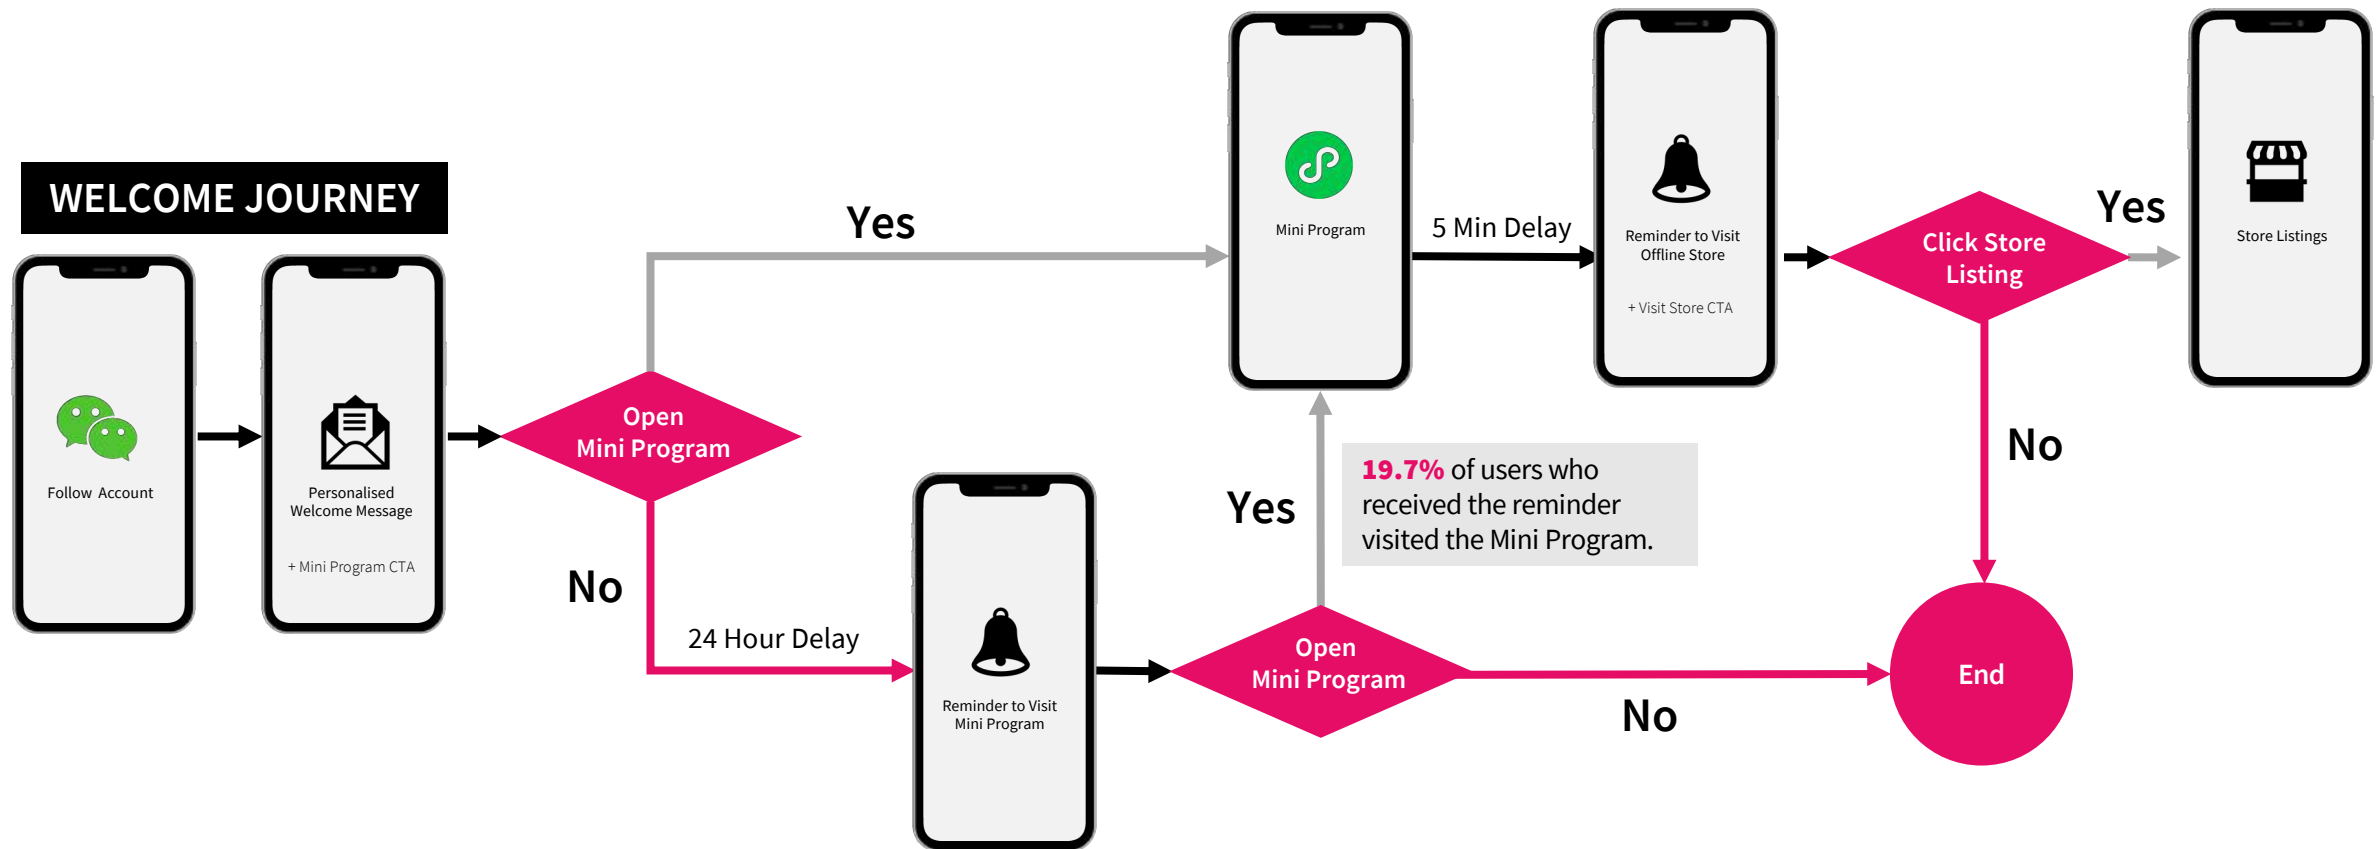 WELCOME JOURNEY
Follow Account
Personalised
Welcome Message
+ Mini Program CTA
Open
Mini Program
Yes
No
24 Hour Delay
Reminder to Visit
Mini Program
Open
Mini Program
Yes
19.7% of users who
received the reminder
visited the Mini Program.
No
Mini Program
5 Min Delay
Reminder to Visit
Offline Store
+ Visit Store CTA
Click Store
Listing
Yes
Store Listings
No
End